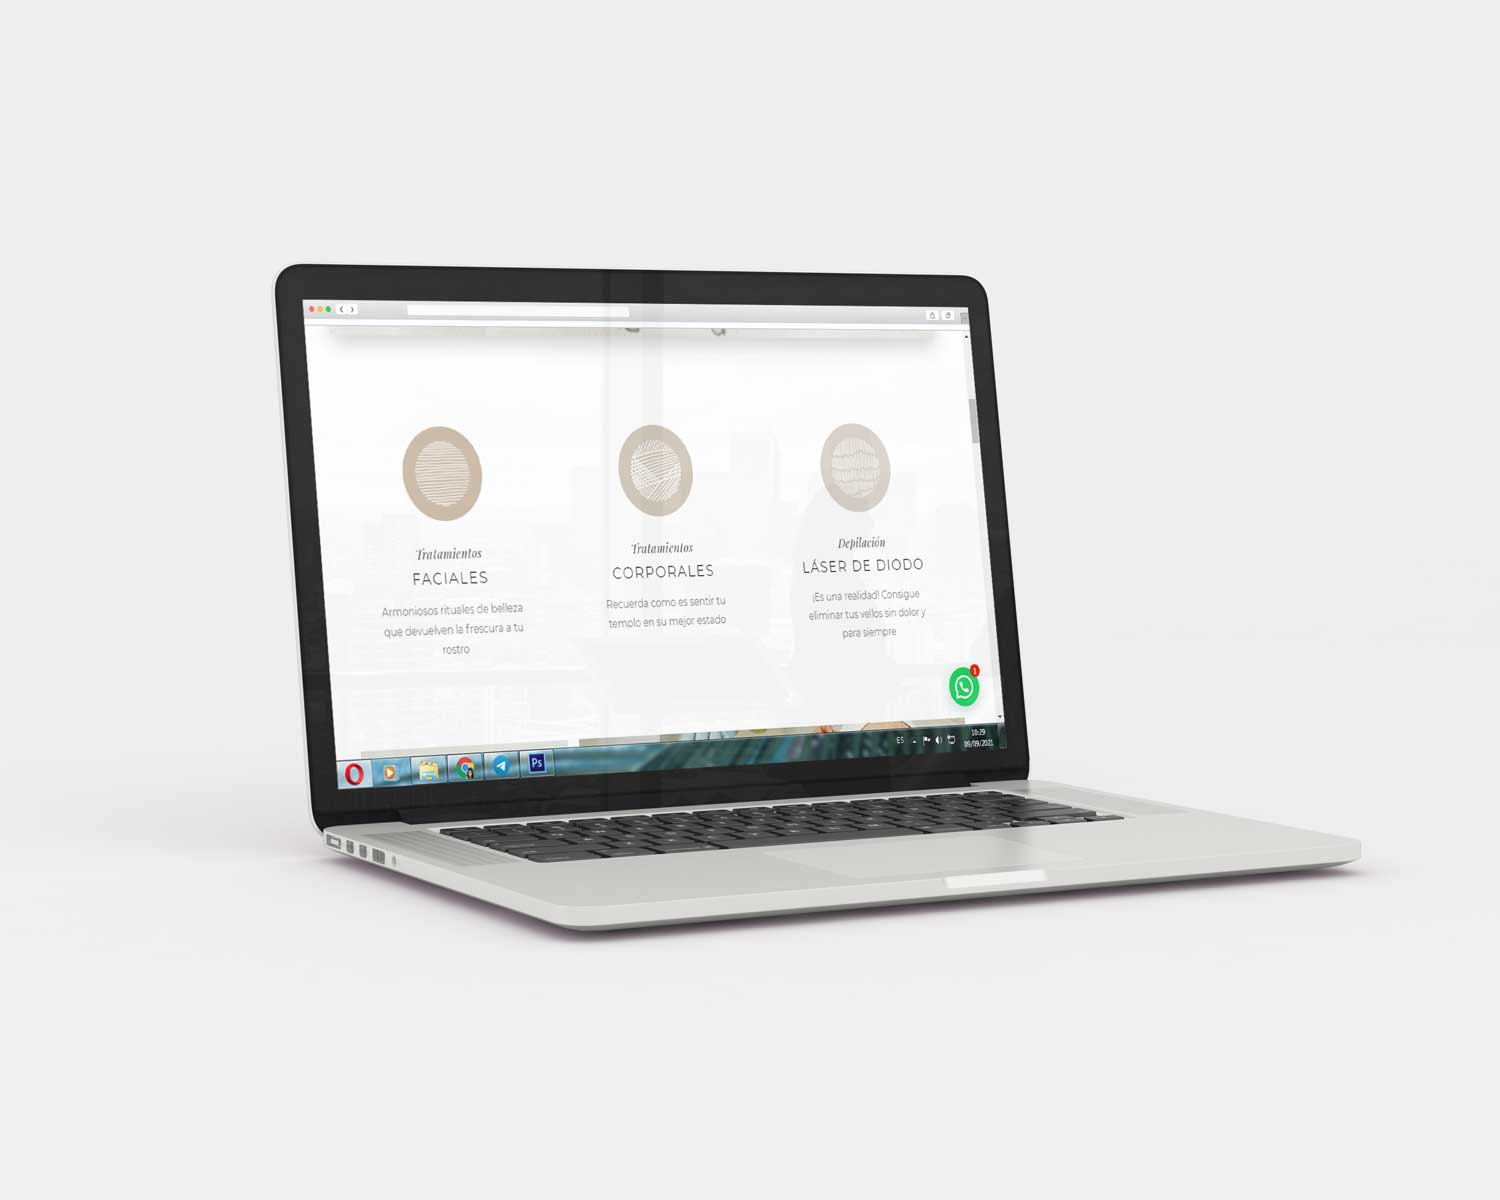 Tratamientos
FACIALES
Armoniosos rituales de belleza
que devuelven la frescura a tu
rostro
Tratamientos
CORPORALES
Recuerda como es sentir tu
templo en su mejor estado
Depilación
LÁSER DE DIODO
¡Es una realidad! Consigue
eliminar tus vellos sin dolor y
para siempre
1
Ps
ES
10:29
09/09/2021